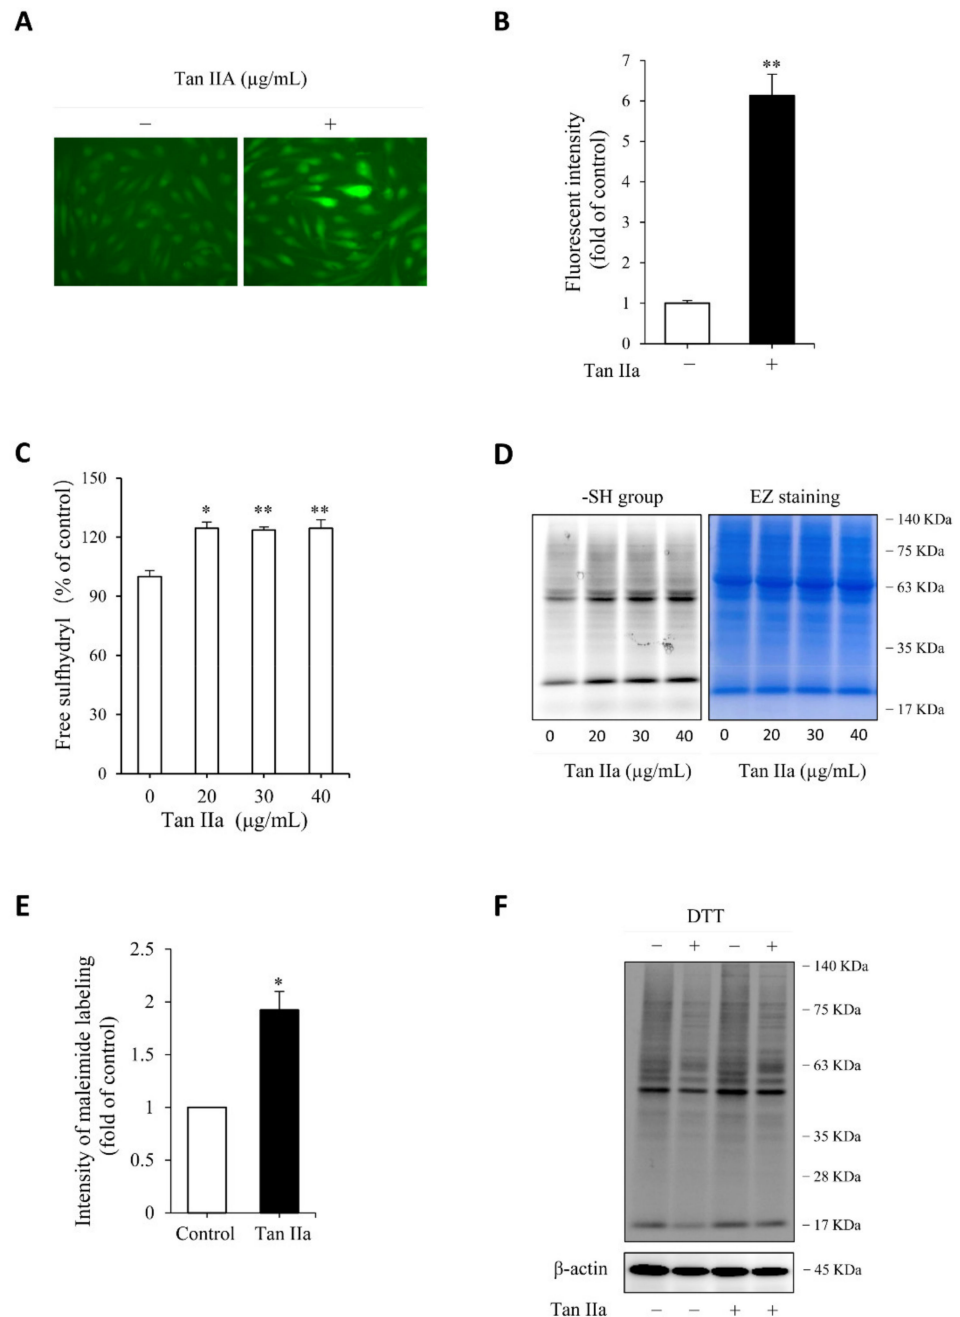 A
Tan IIA (µg/mL)
− +
B
Fluorescent intensity
(fold of control)
7
6
5
4
3
2
1
0
**
Tan IIa − +
C
Free sulfhydryl (% of control)
150
120
90
60
30
0
* ** **
0 20 30 40
Tan IIa (µg/mL)
D
-SH group EZ staining
− 140 KDa
− 75 KDa
− 63 KDa
− 35 KDa
− 17 KDa
0 20 30 40 0 20 30 40
Tan IIa (µg/mL) Tan IIa (µg/mL)
E
Intensity of maleimide labeling
(fold of control)
2.5
2
1.5
1
0.5
0
*
Control Tan IIa
F
DTT
− + − +
− 140 KDa
− 75 KDa
− 63 KDa
− 35 KDa
− 28 KDa
− 17 KDa
β-actin − 45 KDa
Tan IIa − − + +